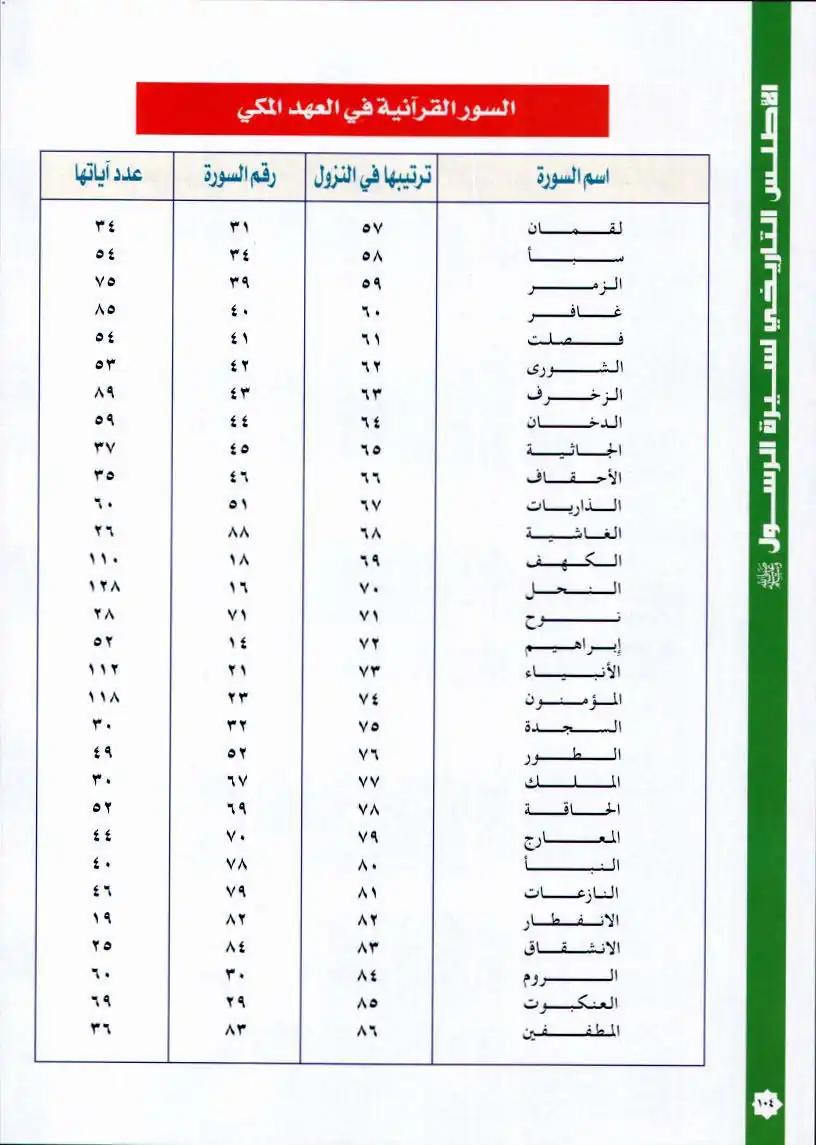 السور القرآنية في العهد المكي
اسم السورة ترتيبها في النزول رقم السورة عدد آياتها
لقمان ٥٧ ٣١ ٣٤
سبأ ٥٨ ٣٤ ٥٤
الزمر ٥٩ ٣٩ ٧٥
غافر ٦٠ ٤٠ ٨٥
فصلت ٦١ ٤١ ٥٤
الشورى ٦٢ ٤٢ ٥٣
الزخرف ٦٣ ٤٣ ٨٩
الدخان ٦٤ ٤٤ ٥٩
الجاثية ٦٥ ٤٥ ٣٧
الأحقاف ٦٦ ٤٦ ٣٥
الذاريات ٦٧ ٥١ ٦٠
الغاشية ٦٨ ٨٨ ٢٦
الكهف ٦٩ ١٨ ١١٠
النحل ٧٠ ١٦ ١٢٨
نوح ٧١ ٧١ ٢٨
إبراهيم ٧٢ ١٤ ٥٢
الأنبياء ٧٣ ٢١ ١١٢
المؤمنون ٧٤ ٢٣ ١١٨
السجدة ٧٥ ٣٢ ٣٠
الطور ٧٦ ٥٢ ٤٩
الملك ٧٧ ٦٧ ٣٠
الحاقة ٧٨ ٦٩ ٥٢
المعارج ٧٩ ٧٠ ٤٤
النبأ ٨٠ ٧٨ ٤٠
النازعات ٨١ ٧٩ ٤٦
الانفطار ٨٢ ٨٢ ١٩
الانشقاق ٨٣ ٨٤ ٢٥
الروم ٨٤ ٣٠ ٦٠
العنكبوت ٨٥ ٢٩ ٦٩
المطففين ٨٦ ٨٣ ٣٦
الأطلس التاريخي لسيرة الرسول ﷺ
١٠٤